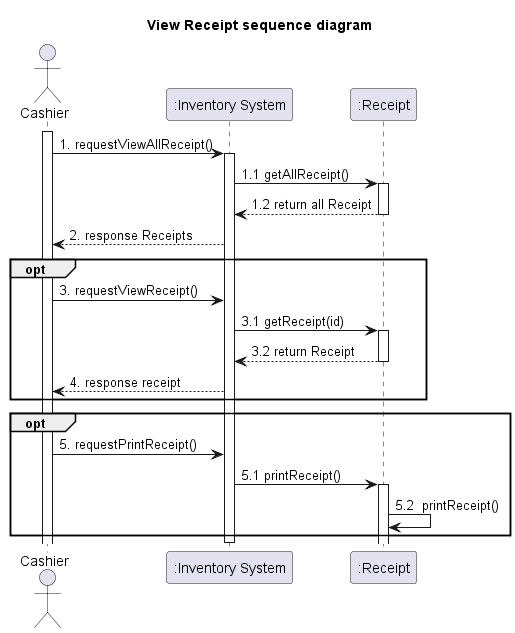 View Receipt sequence diagram
Cashier
:Inventory System
:Receipt
1. requestViewAllReceipt()
1.1 getAllReceipt()
1.2 return all Receipt
2. response Receipts
opt
3. requestViewReceipt()
3.1 getReceipt(id)
3.2 return Receipt
4. response receipt
opt
5. requestPrintReceipt()
5.1 printReceipt()
5.2 printReceipt()
Cashier
:Inventory System
:Receipt